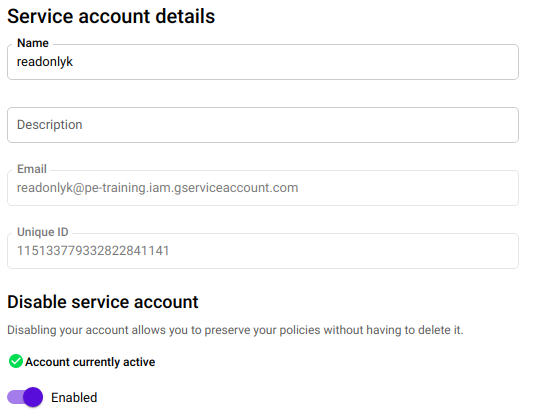 Service account details
Name
readonlyk
Description
Email
readonlyk@pe-training.iam.gserviceaccount.com
Unique ID
115133779332822841141
Disable service account
Disabling your account allows you to preserve your policies without having to delete it.
Account currently active
Enabled